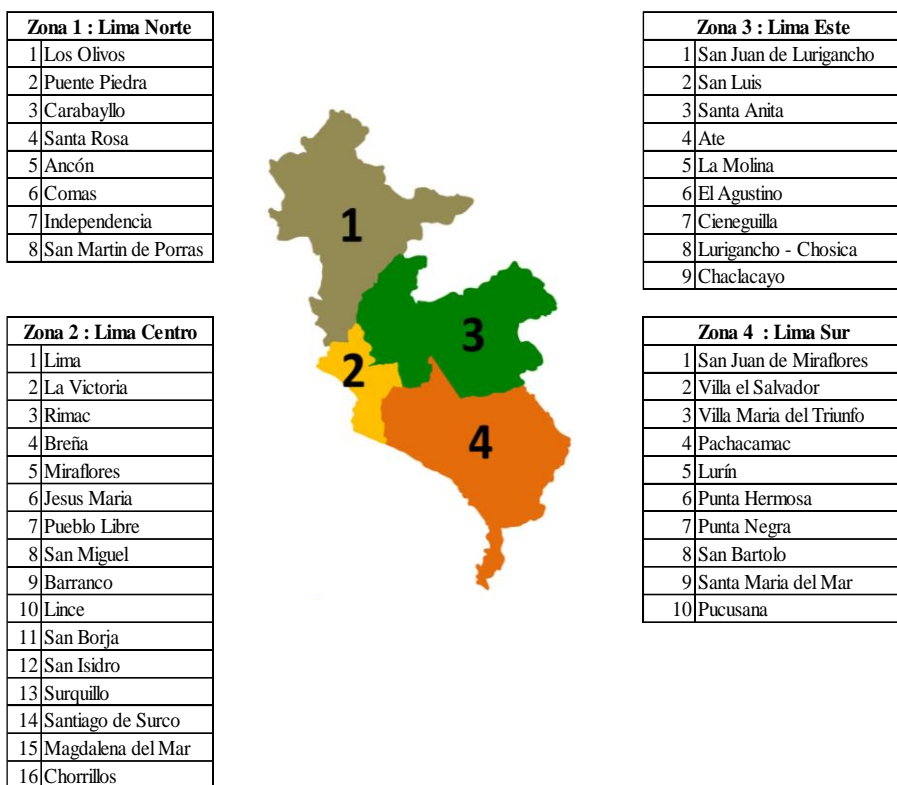 Zona 1 : Lima Norte
1 Los Olivos
2 Puente Piedra
3 Carabayllo
4 Santa Rosa
5 Ancón
6 Comas
7 Independencia
8 San Martin de Porras
Zona 2 : Lima Centro
1 Lima
2 La Victoria
3 Rimac
4 Breña
5 Miraflores
6 Jesus Maria
7 Pueblo Libre
8 San Miguel
9 Barranco
10 Lince
11 San Borja
12 San Isidro
13 Surquillo
14 Santiago de Surco
15 Magdalena del Mar
16 Chorrillos
1
2
3
4
Zona 3 : Lima Este
1 San Juan de Lurigancho
2 San Luis
3 Santa Anita
4 Ate
5 La Molina
6 El Agustino
7 Cieneguilla
8 Lurigancho - Chosica
9 Chaclacayo
Zona 4 : Lima Sur
1 San Juan de Miraflores
2 Villa el Salvador
3 Villa Maria del Triunfo
4 Pachacamac
5 Lurín
6 Punta Hermosa
7 Punta Negra
8 San Bartolo
9 Santa Maria del Mar
10 Pucusana